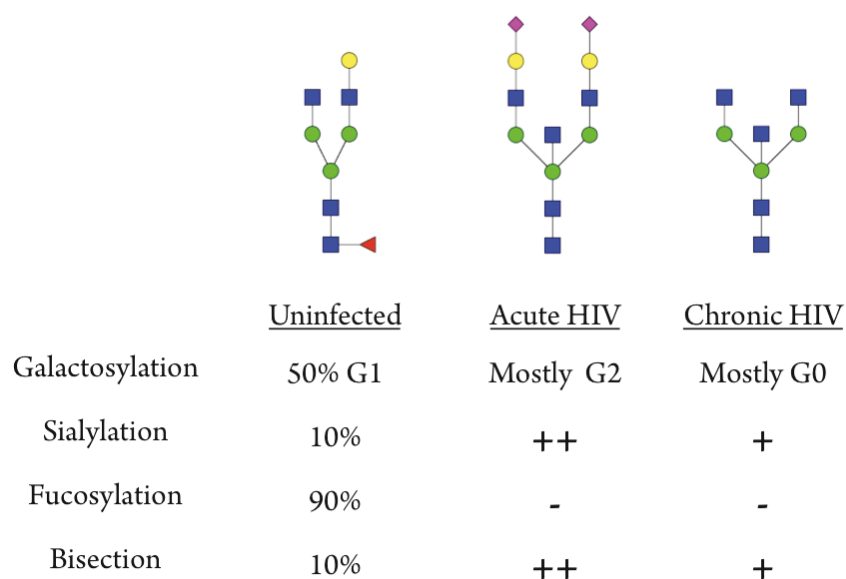 Uninfected Acute HIV Chronic HIV
Galactosylation 50% G1 Mostly G2 Mostly G0
Sialylation 10% ++ +
Fucosylation 90% - -
Bisection 10% ++ +